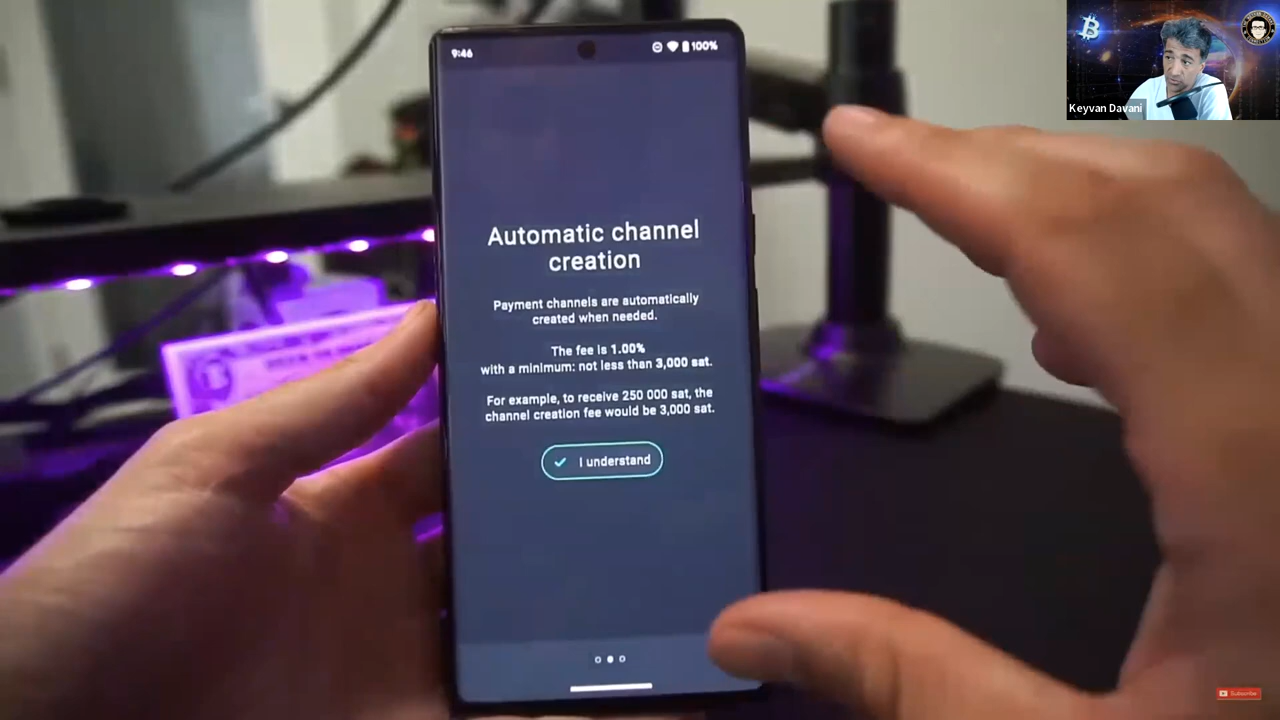 9:46
100%
Keyvan Davani
Automatic channel
creation
Payment channels are automatically
created when needed.
The fee is 1.00%
with a minimum: not less than 3,000 sat.
For example, to receive 250 000 sat, the
channel creation fee would be 3,000 sat.
I understand
Subscribe